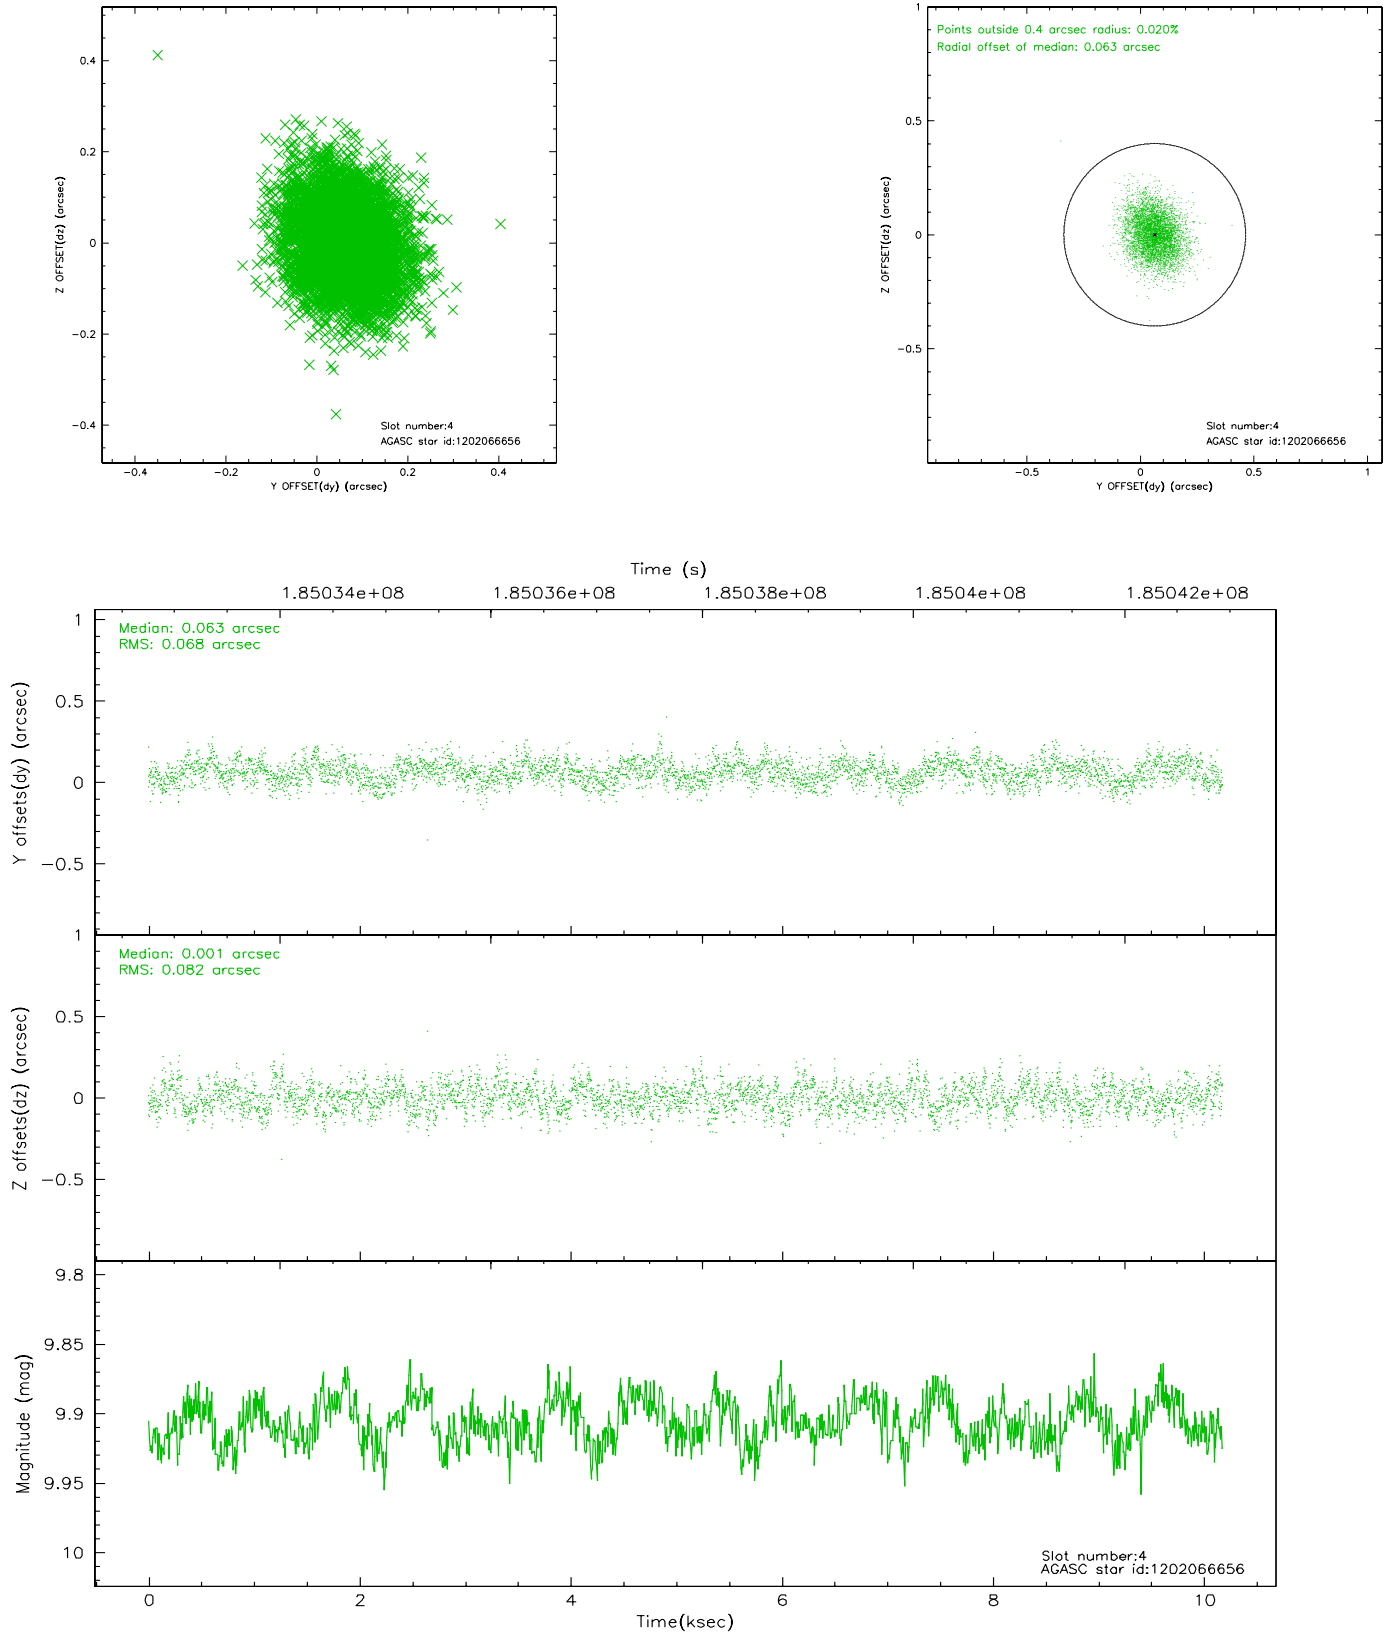 0.4
0.2
0
−0.2
−0.4
Z OFFSET(dz) (arcsec)
Slot number:4
AGASC star id:1202066656
−0.4 −0.2 0 0.2 0.4
Y OFFSET(dy) (arcsec)
Points outside 0.4 arcsec radius: 0.020%
Radial offset of median: 0.063 arcsec
1
0.5
0
−0.5
Z OFFSET(dz) (arcsec)
Slot number:4
AGASC star id:1202066656
−0.5 0 0.5 1
Y OFFSET(dy) (arcsec)
Time (s)
1.85034e+08 1.85036e+08 1.85038e+08 1.8504e+08 1.85042e+08
Median: 0.063 arcsec
RMS: 0.068 arcsec
1
0.5
0
−0.5
Y offsets(dy) (arcsec)
Median: 0.001 arcsec
RMS: 0.082 arcsec
1
0.5
0
−0.5
Z offsets(dz) (arcsec)
9.8
9.85
9.9
9.95
10
Magnitude (mag)
Slot number:4
AGASC star id:1202066656
0 2 4 6 8 10
Time(ksec)